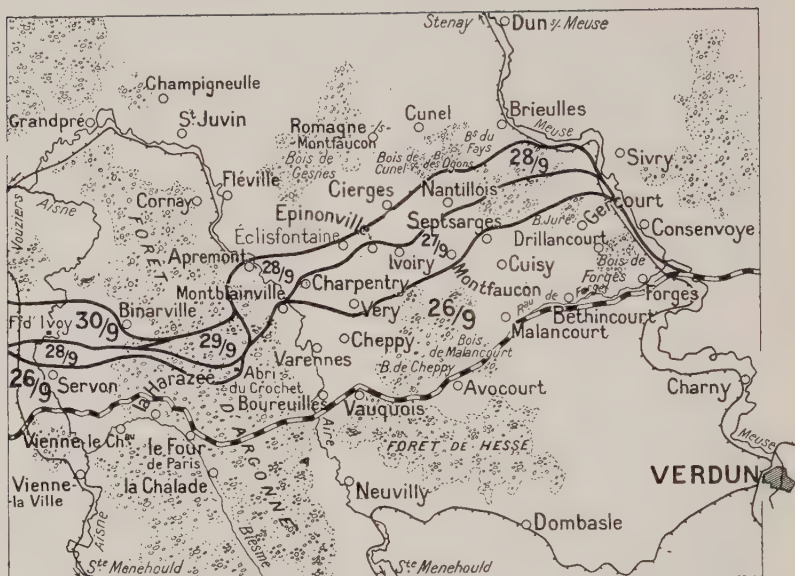 Stenay
Dun s/ Meuse
Champigneulle
Grandpré
St Juvin
Romagne -s-
-Montfaucon
Cunel
Brieulles
Meuse
Bs du
Fays
Bois de
Gesnes
Bois de
Cunel
B. des Ogons
28/9
Sivry
Fléville
Cierges
Nantillois
Aisne
Vouziers
Cornay
Epinonville
Éclisfontaine
Septsarges
27/9
B. Juré
Gercourt
Consenvoye
Drillancourt
FORÊT
Apremont
28/9
Ivoiry
Montfaucon
Cuisy
Bois de
Forges
Montblainville
Charpentry
Very
26/9
Rau de
Forges
Forges
Béthincourt
Malancourt
Binarville
30/9
Fd'Ivoy
29/9
28/9
Cheppy
Bois
de Malancourt
Varennes
B. de Cheppy
26/9
Servon
la Harazée
Abri
du Crochet
Avocourt
Charny
Boureuilles
Vauquois
D'ARGONNE
Aire
Vienne-le-Chau
le Four
de Paris
FORÊT DE HESSE
Meuse
Vienne
-la Ville
la Chalade
VERDUN
Neuvilly
Dombasle
Aisne
Biesme
Ste Menehould
Ste Menehould